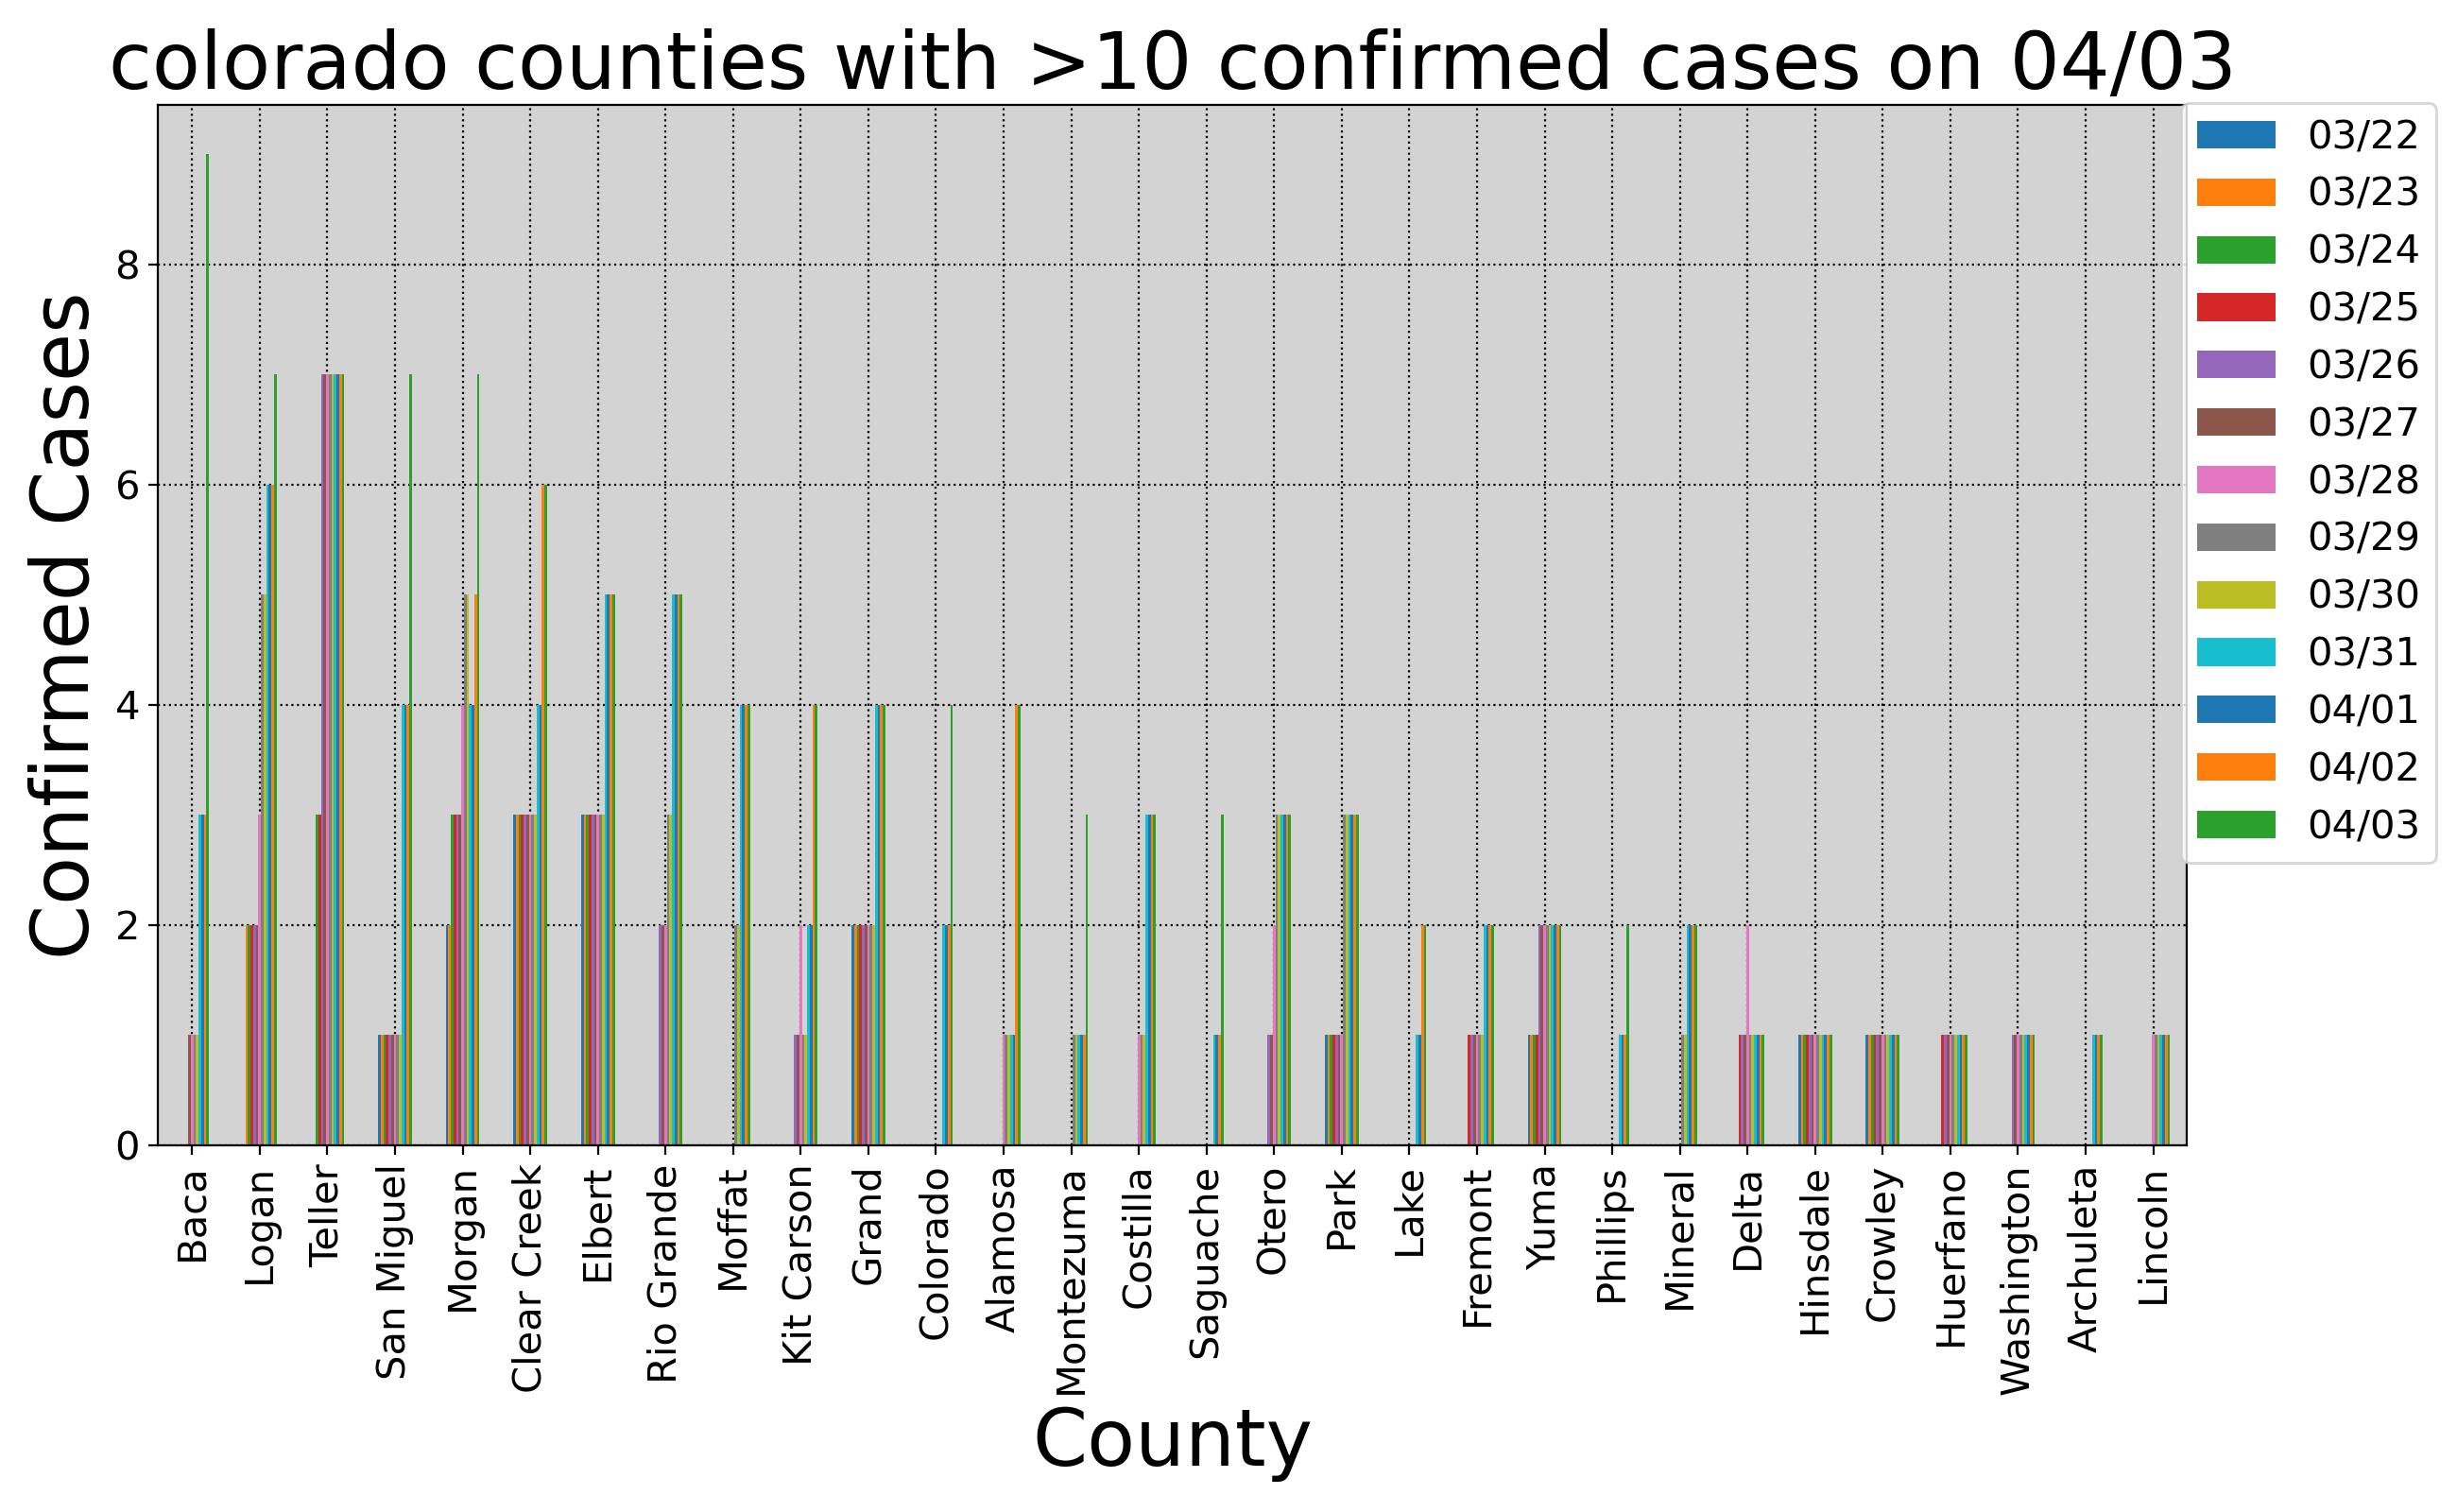 colorado counties with >10 confirmed cases on 04/03
Confirmed Cases
8
6
4
2
0
03/22
03/23
03/24
03/25
03/26
03/27
03/28
03/29
03/30
03/31
04/01
04/02
04/03
Baca
Logan
Teller
San Miguel
Morgan
Clear Creek
Elbert
Rio Grande
Moffat
Kit Carson
Grand
Colorado
Alamosa
Montezuma
Costilla
Saguache
Otero
Park
Lake
Fremont
Yuma
Phillips
Mineral
Delta
Hinsdale
Crowley
Huerfano
Washington
Archuleta
Lincoln
County